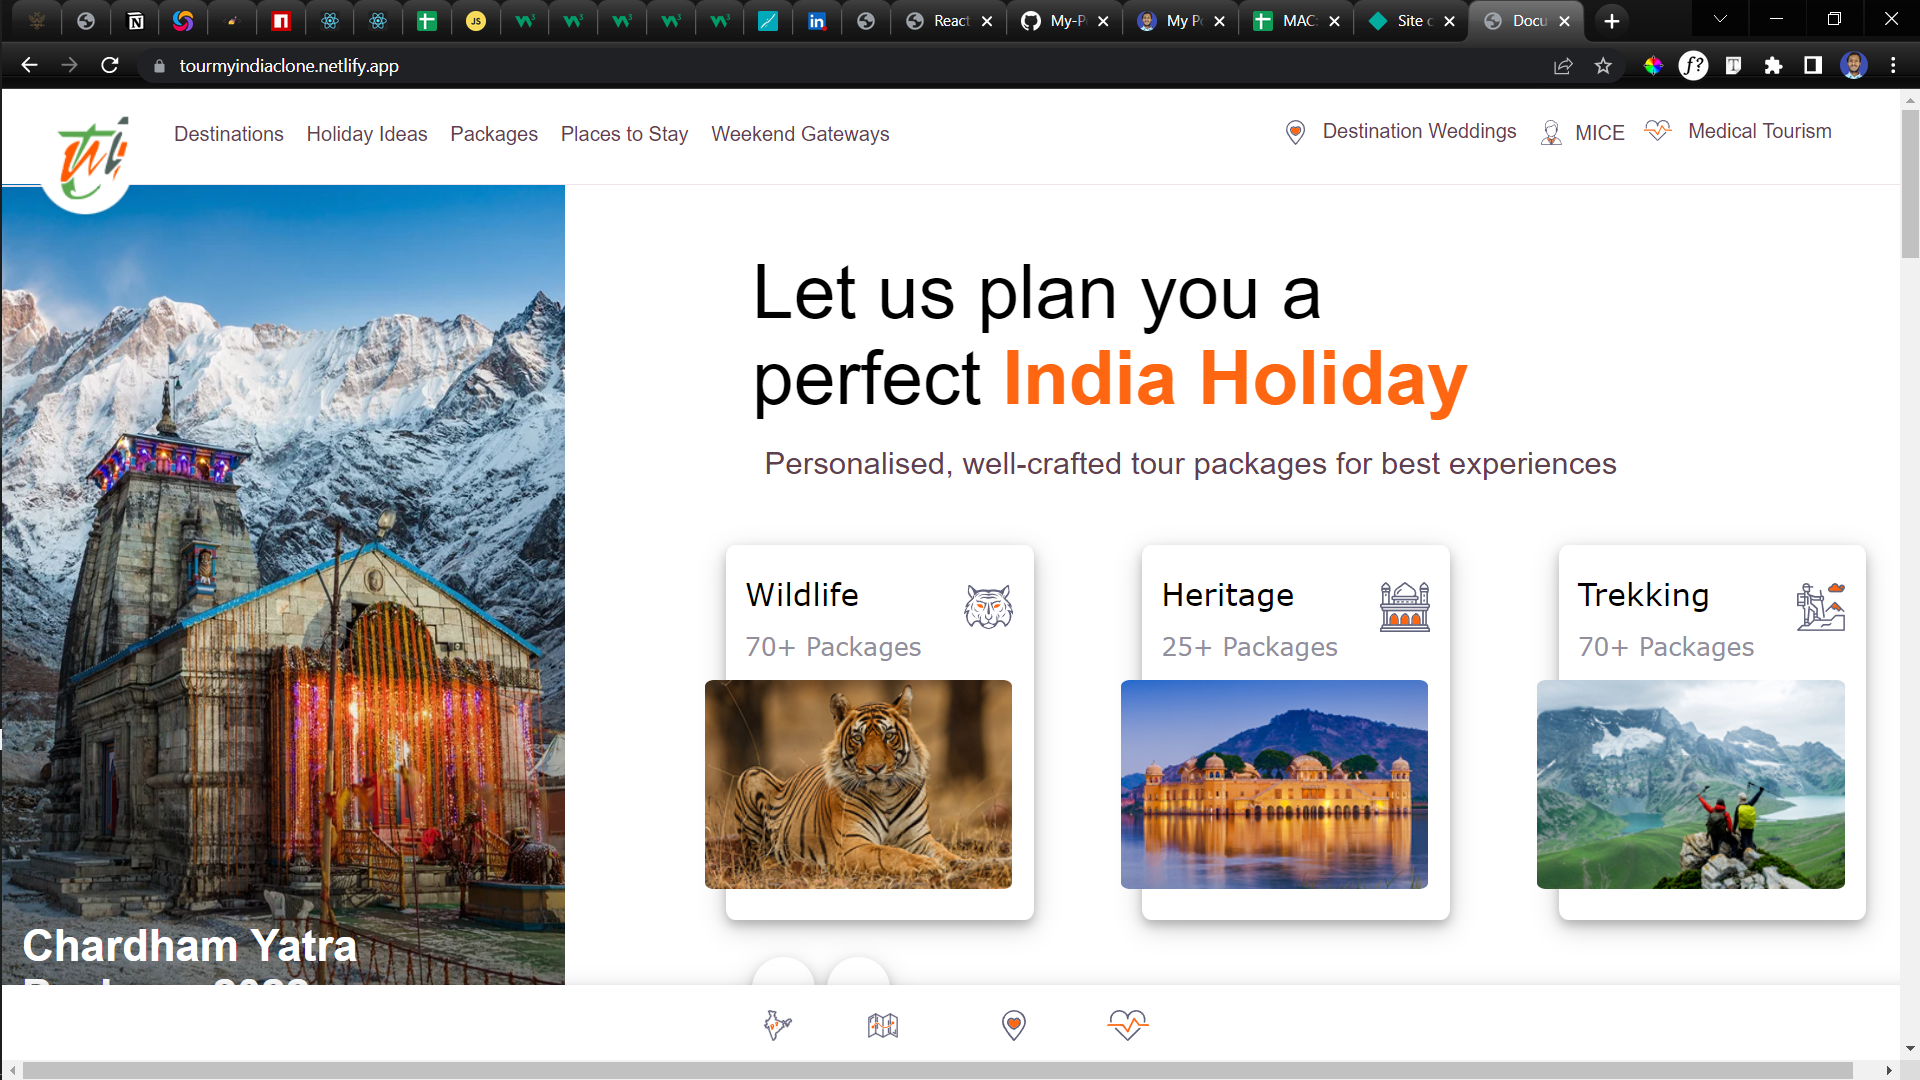 React
My-P
My Po
MAC:
Site c
Docu
tourmyindiaclone.netlify.app
f?
Destinations
Holiday Ideas
Packages
Places to Stay
Weekend Gateways
Destination Weddings
MICE
Medical Tourism
Let us plan you a
perfect India Holiday
Personalised, well-crafted tour packages for best experiences
Wildlife
70+ Packages
Heritage
25+ Packages
Trekking
70+ Packages
Chardham Yatra